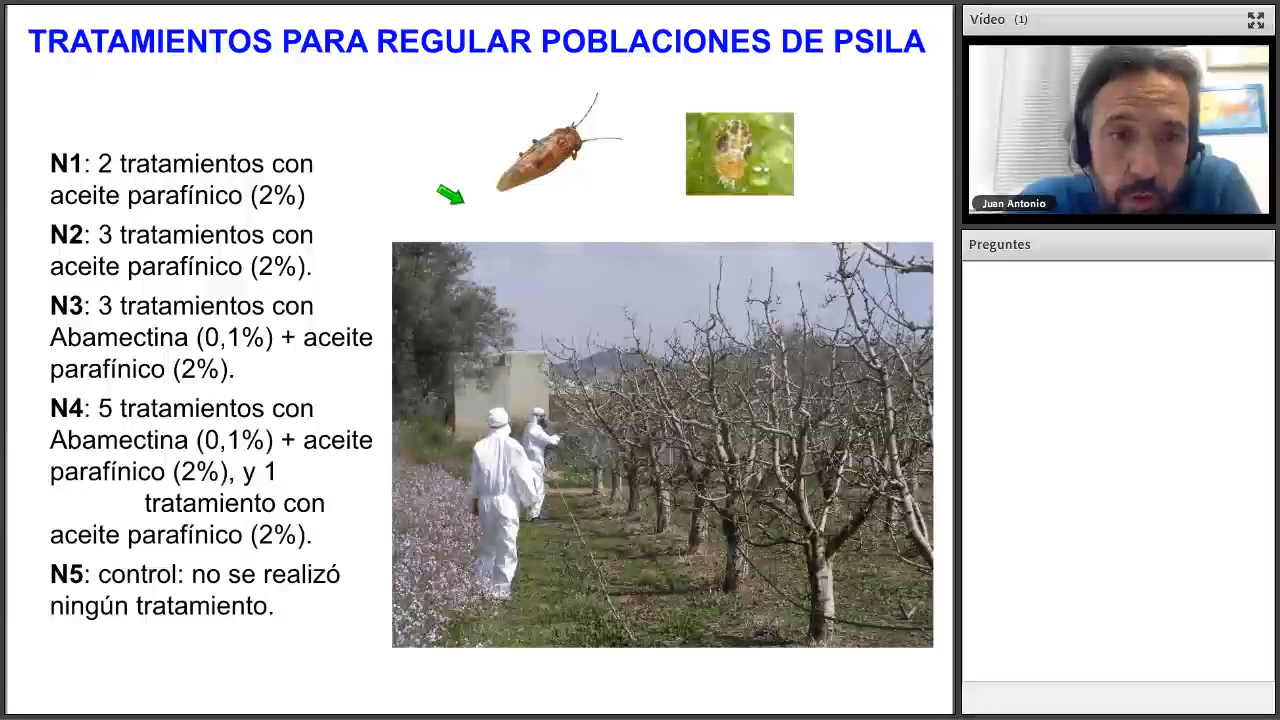 TRATAMIENTOS PARA REGULAR POBLACIONES DE PSILA
N1: 2 tratamientos con
aceite parafínico (2%)
N2: 3 tratamientos con
aceite parafínico (2%).
N3: 3 tratamientos con
Abamectina (0,1%) + aceite
parafínico (2%).
N4: 5 tratamientos con
Abamectina (0,1%) + aceite
parafínico (2%), y 1
tratamiento con
aceite parafínico (2%).
N5: control: no se realizó
ningún tratamiento.
Vídeo (1)
Juan Antonio
Preguntes